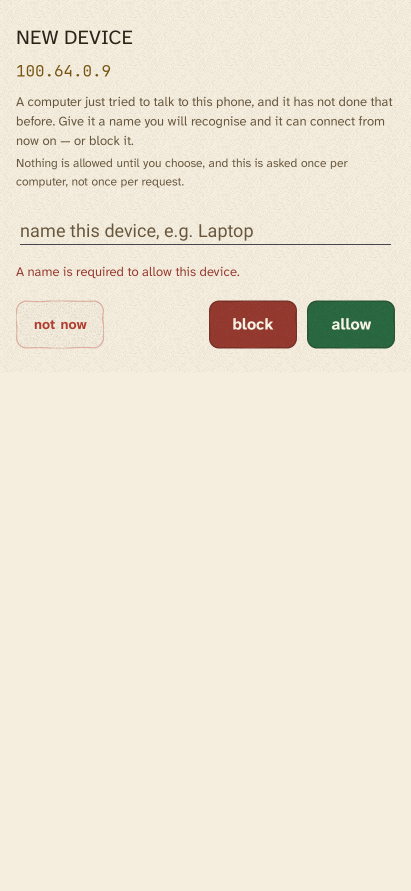 NEW DEVICE
100.64.0.9
A computer just tried to talk to this phone, and it has not done that
before. Give it a name you will recognise and it can connect from
now on — or block it.
Nothing is allowed until you choose, and this is asked once per
computer, not once per request.
name this device, e.g. Laptop
A name is required to allow this device.
not now
block
allow